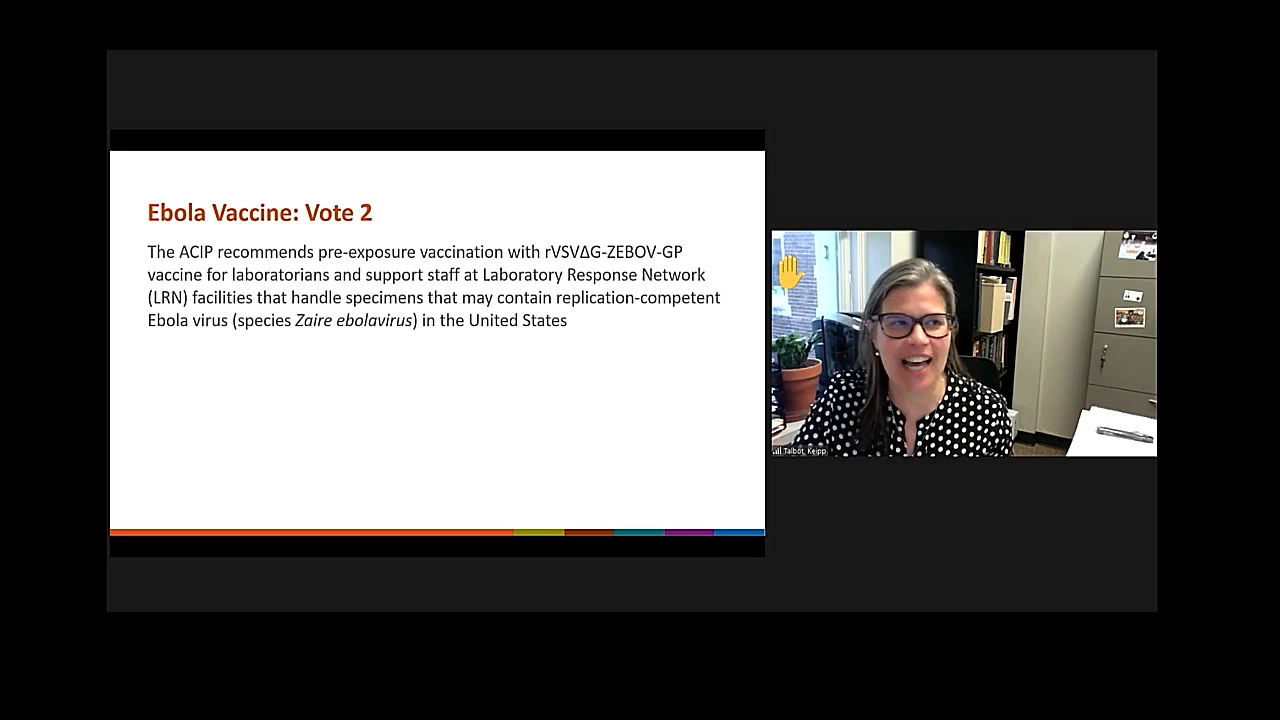 Ebola Vaccine: Vote 2
The ACIP recommends pre-exposure vaccination with rVSVΔG-ZEBOV-GP
vaccine for laboratorians and support staff at Laboratory Response Network
(LRN) facilities that handle specimens that may contain replication-competent
Ebola virus (species Zaire ebolavirus) in the United States
Talbot, Keipp